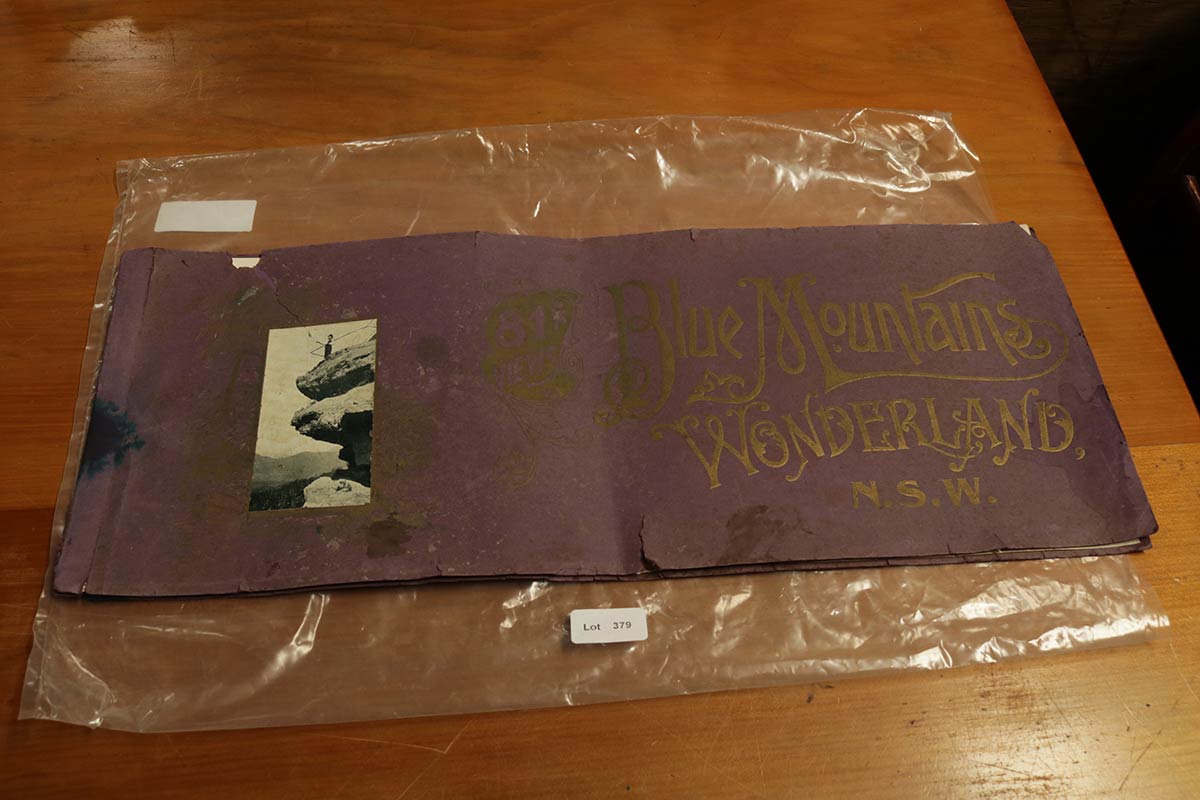 Blue Mountains
Wonderland,
N.S.W.
Lot 379